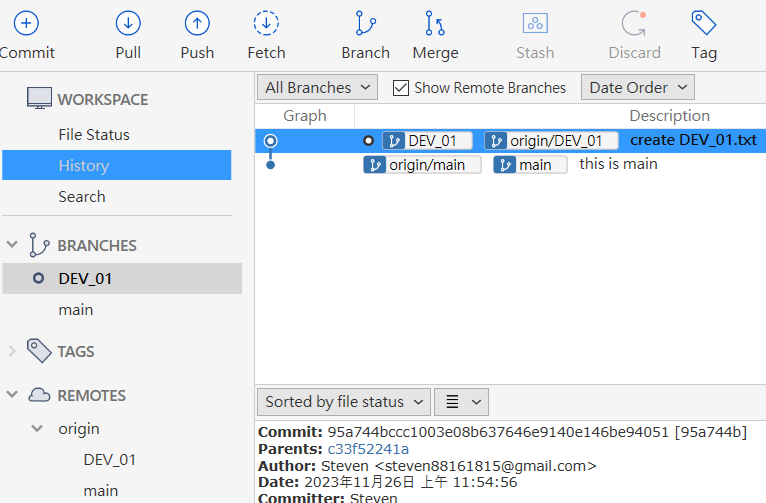 Commit Pull Push Fetch Branch Merge Stash Discard Tag
All Branches Show Remote Branches Date Order
WORKSPACE
File Status
History
Search
BRANCHES
DEV_01
main
TAGS
REMOTES
origin
DEV_01
main
Graph Description
DEV_01 origin/DEV_01 create DEV_01.txt
origin/main main this is main
Sorted by file status
Commit: 95a744bccc1003e08b637646e9140e146be94051 [95a744b]
Parents: c33f52241a
Author: Steven <steven88161815@gmail.com>
Date: 2023年11月26日 上午 11:54:56
Committer: Steven